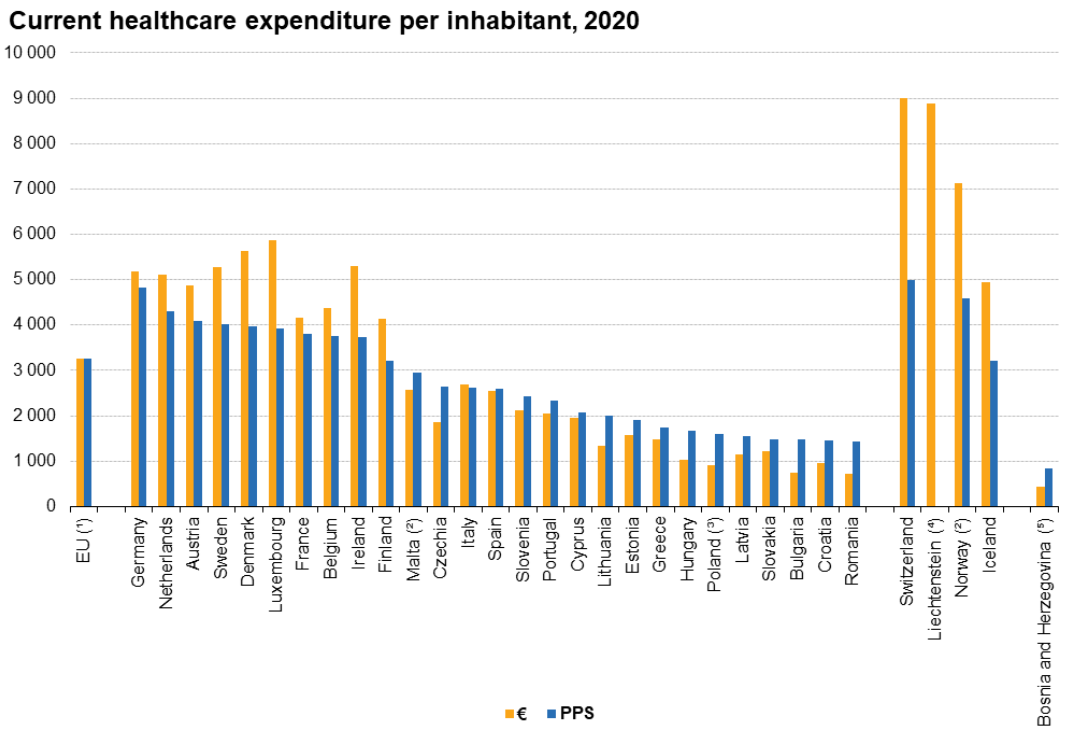 Current healthcare expenditure per inhabitant, 2020
10 000
9 000
8 000
7 000
6 000
5 000
4 000
3 000
2 000
1 000
0
EU (¹)
Germany
Netherlands
Austria
Sweden
Denmark
Luxembourg
France
Belgium
Ireland
Finland
Malta (²)
Czechia
Italy
Spain
Slovenia
Portugal
Cyprus
Lithuania
Estonia
Greece
Hungary
Poland (³)
Latvia
Slovakia
Bulgaria
Croatia
Romania
Switzerland
Liechtenstein (⁴)
Norway (²)
Iceland
Bosnia and Herzegovina (⁵)
€ PPS